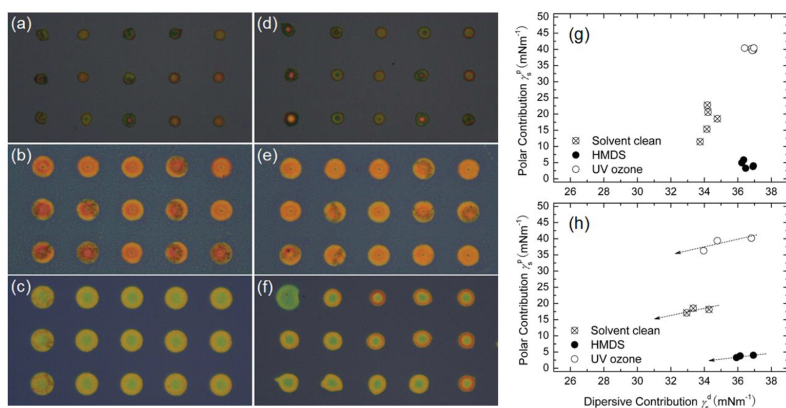 (a)
(b)
(c)
(d)
(e)
(f)
Polar Contribution γₛᵖ (mNm⁻¹)
50
45
40
35
30
25
20
15
10
5
0
(g)
Solvent clean
HMDS
UV ozone
26 28 30 32 34 36 38
Polar Contribution γₛᵖ (mNm⁻¹)
50
45
40
35
30
25
20
15
10
5
0
(h)
Solvent clean
HMDS
UV ozone
26 28 30 32 34 36 38
Dipersive Contribution γₛᵈ (mNm⁻¹)